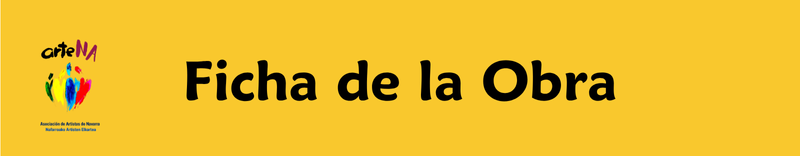 arteNA
Ficha de la Obra
Asociación de Artistas de Navarra
Nafarroako Artisten Elkartea